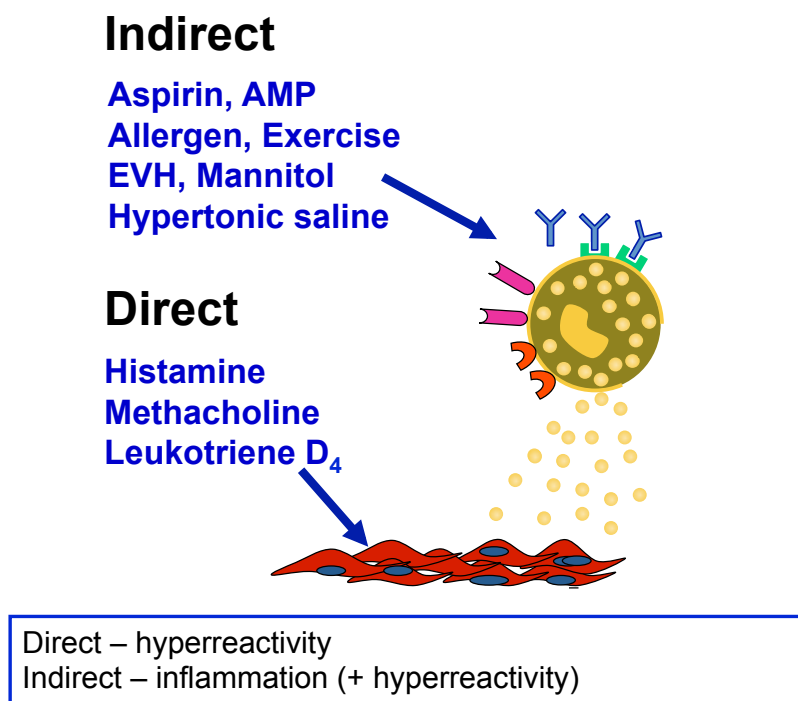 Indirect
Aspirin, AMP
Allergen, Exercise
EVH, Mannitol
Hypertonic saline
Direct
Histamine
Methacholine
Leukotriene D₄
Direct – hyperreactivity
Indirect – inflammation (+ hyperreactivity)